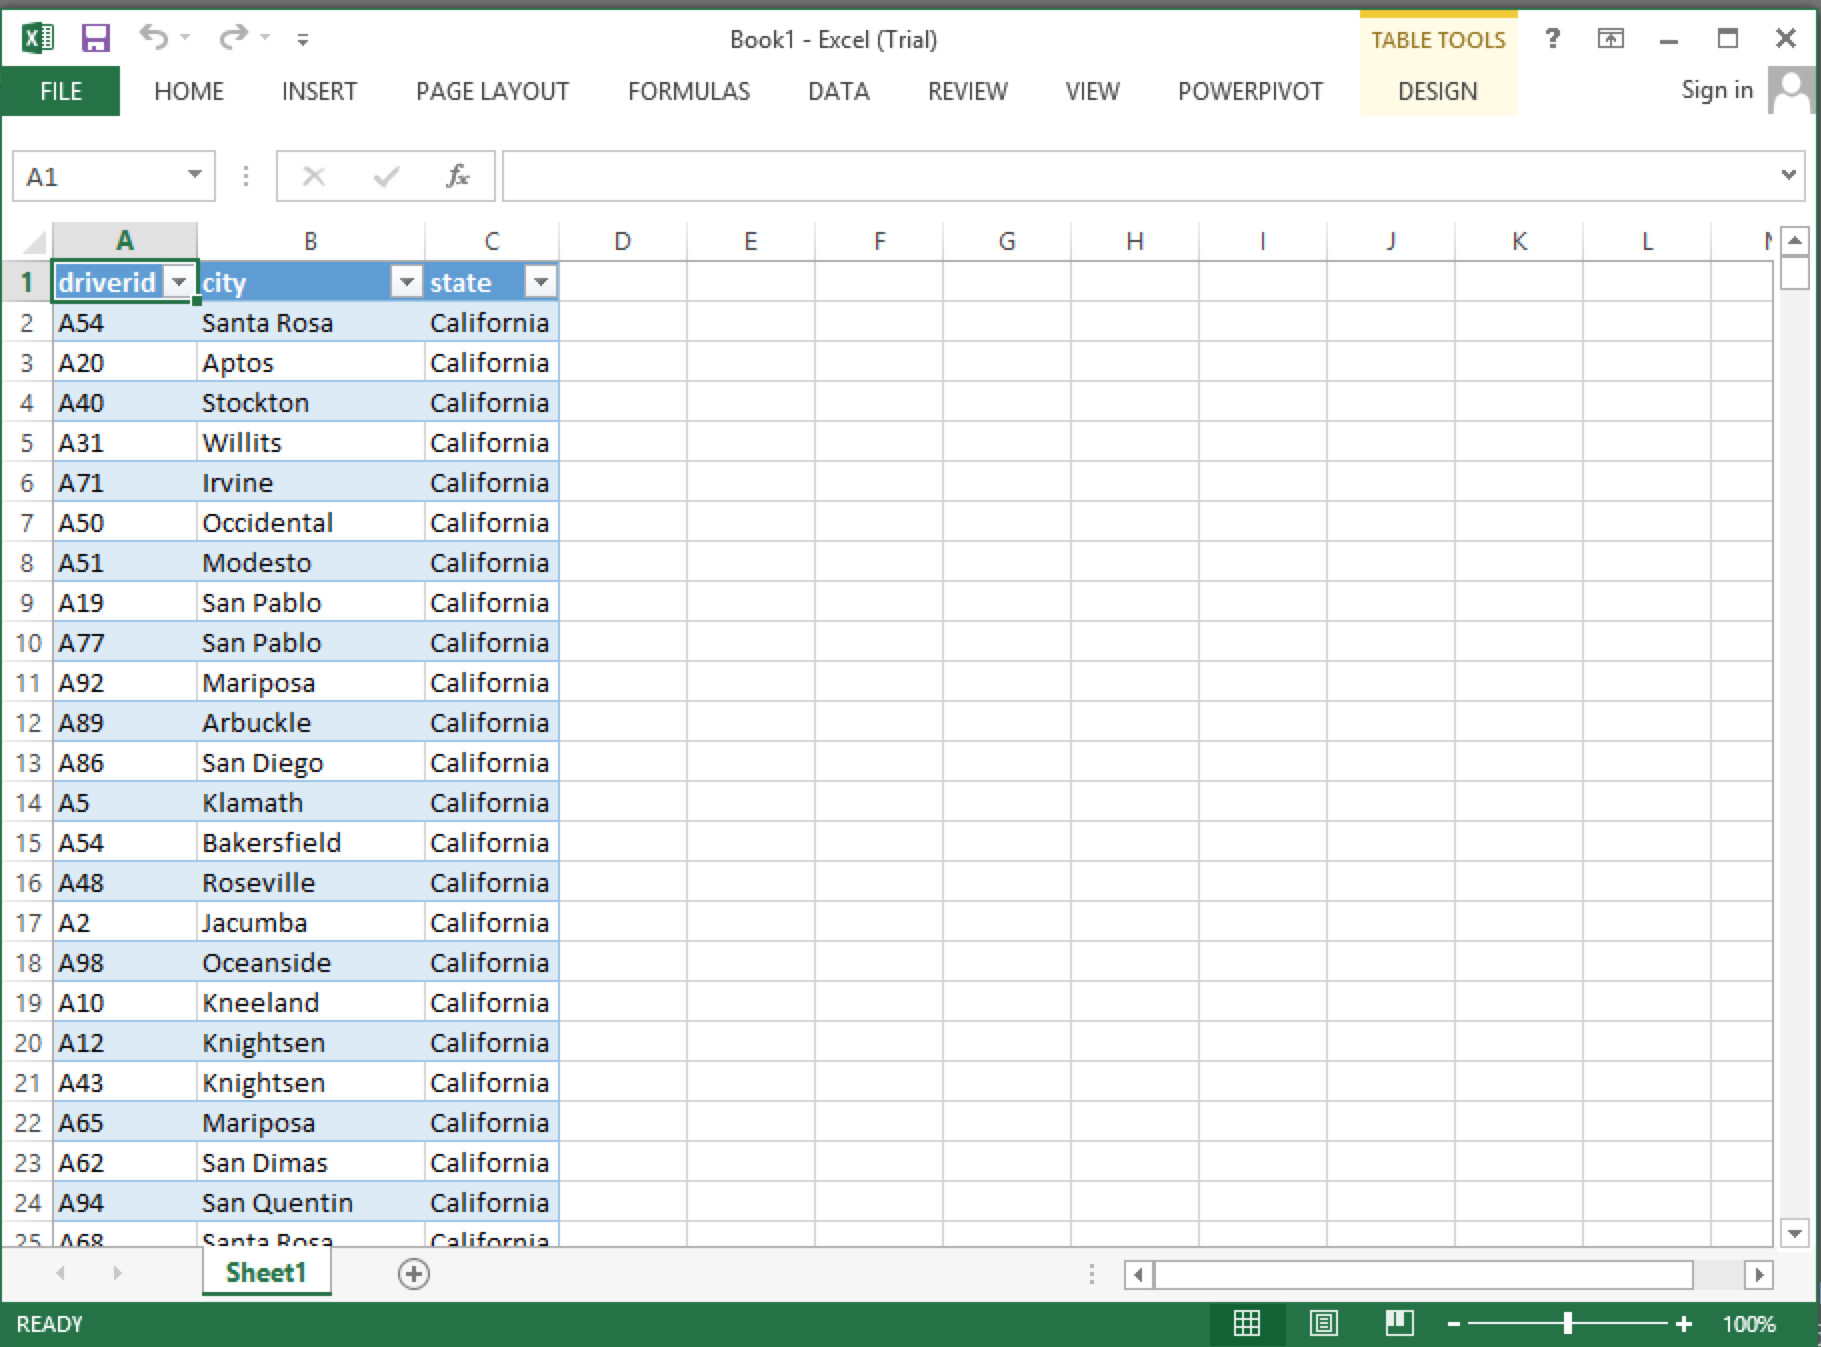 Book1 - Excel (Trial)
TABLE TOOLS
?
FILE HOME INSERT PAGE LAYOUT FORMULAS DATA REVIEW VIEW POWERPIVOT DESIGN Sign in
A1 fx
A B C D E F G H I J K L
1 driverid city state
2 A54 Santa Rosa California
3 A20 Aptos California
4 A40 Stockton California
5 A31 Willits California
6 A71 Irvine California
7 A50 Occidental California
8 A51 Modesto California
9 A19 San Pablo California
10 A77 San Pablo California
11 A92 Mariposa California
12 A89 Arbuckle California
13 A86 San Diego California
14 A5 Klamath California
15 A54 Bakersfield California
16 A48 Roseville California
17 A2 Jacumba California
18 A98 Oceanside California
19 A10 Kneeland California
20 A12 Knightsen California
21 A43 Knightsen California
22 A65 Mariposa California
23 A62 San Dimas California
24 A94 San Quentin California
25 A68 Santa Rosa California
Sheet1
READY 100%